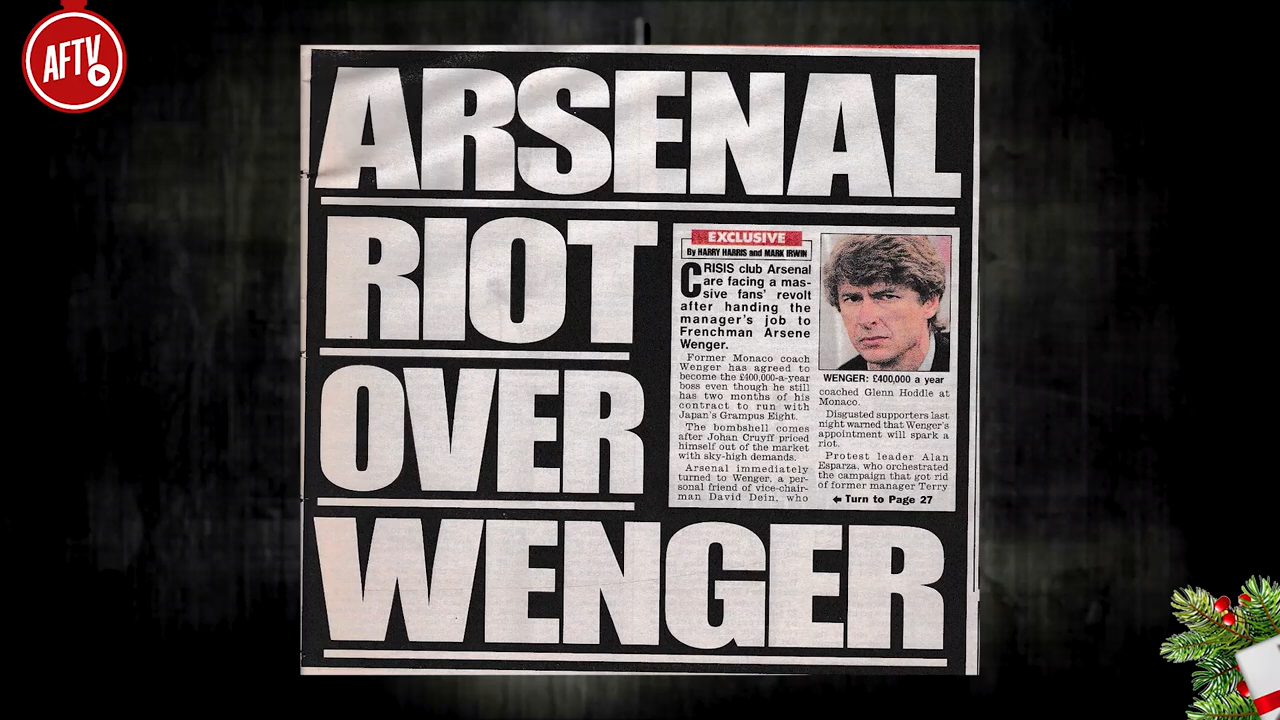 AFTV
ARSENAL
RIOT
OVER
WENGER
EXCLUSIVE
By HARRY HARRIS and MARK IRWIN
CRISIS club Arsenal
are facing a mas-
sive fans' revolt
after handing the
manager's job to
Frenchman Arsene
Wenger.
Former Monaco coach
Wenger has agreed to
become the £400,000-a-year
boss even though he still
has two months of his
contract to run with
Japan's Grampus Eight.
The bombshell comes
after Johan Cruyff priced
himself out of the market
with sky-high demands.
Arsenal immediately
turned to Wenger, a per-
sonal friend of vice-chair-
man David Dein, who
WENGER: £400,000 a year
coached Glenn Hoddle at
Monaco.
Disgusted supporters last
night warned that Wenger's
appointment will spark a
riot.
Protest leader Alan
Esparza, who orchestrated
the campaign that got rid
of former manager Terry
Turn to Page 27